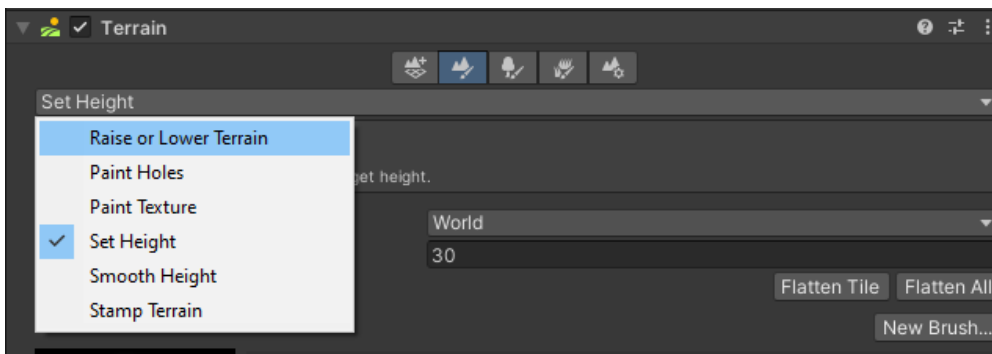 Terrain
Set Height
Raise or Lower Terrain
Paint Holes
get height.
Paint Texture
World
Set Height
30
Smooth Height
Flatten Tile
Flatten All
Stamp Terrain
New Brush...